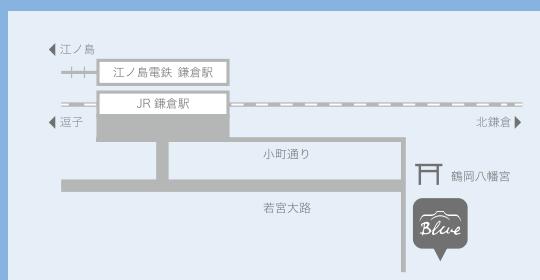 江ノ島
江ノ島電鉄 鎌倉駅
JR 鎌倉駅
逗子
北鎌倉
小町通り
鶴岡八幡宮
若宮大路
Blue